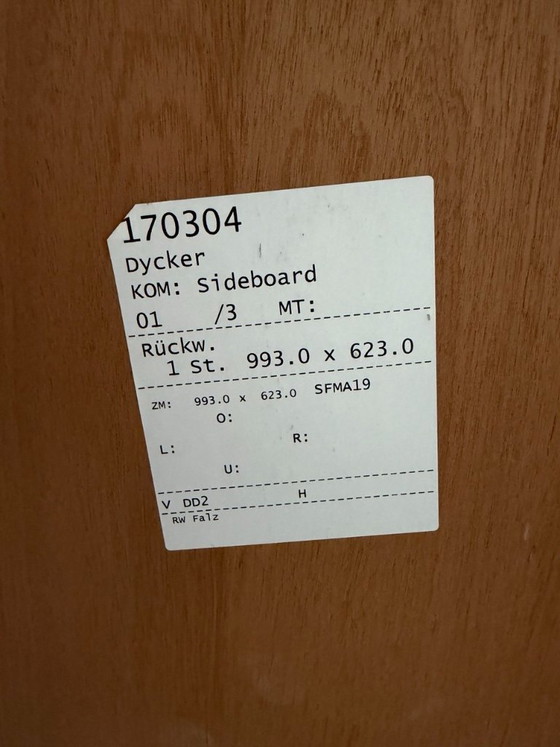 170304
Dycker
KOM: Sideboard
01 /3 MT:
Rückw.
1 St. 993.0 x 623.0
ZM: 993.0 x 623.0 SFMA19
O:
L: R:
U:
V DD2 H
RW Falz